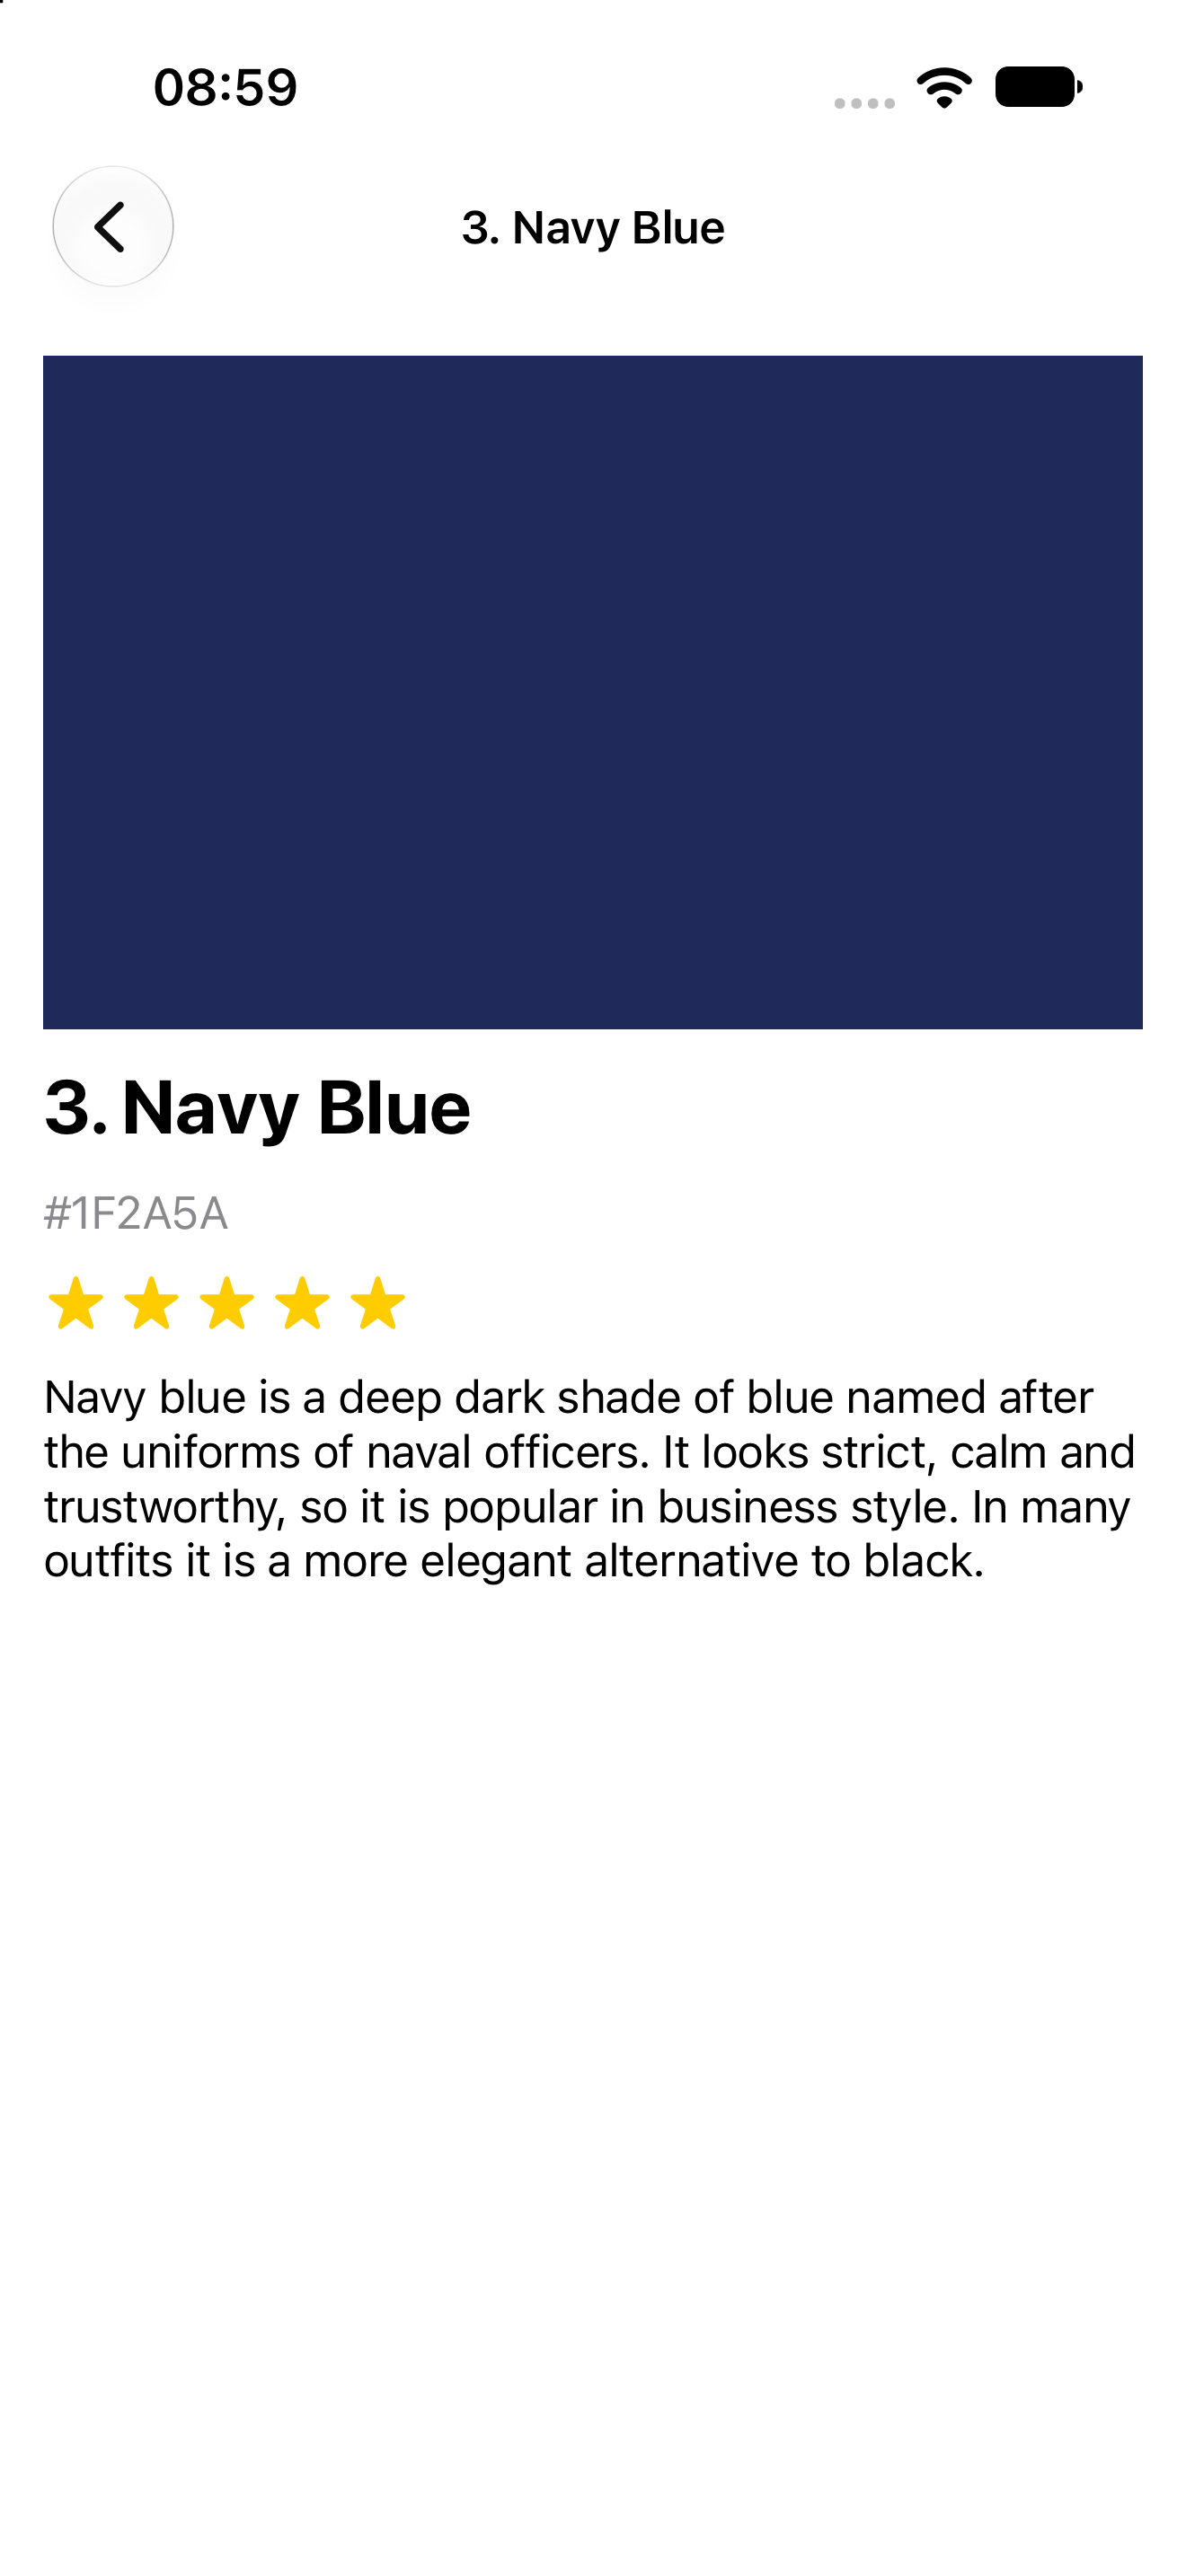 08:59
3. Navy Blue
3. Navy Blue
#1F2A5A
Navy blue is a deep dark shade of blue named after
the uniforms of naval officers. It looks strict, calm and
trustworthy, so it is popular in business style. In many
outfits it is a more elegant alternative to black.